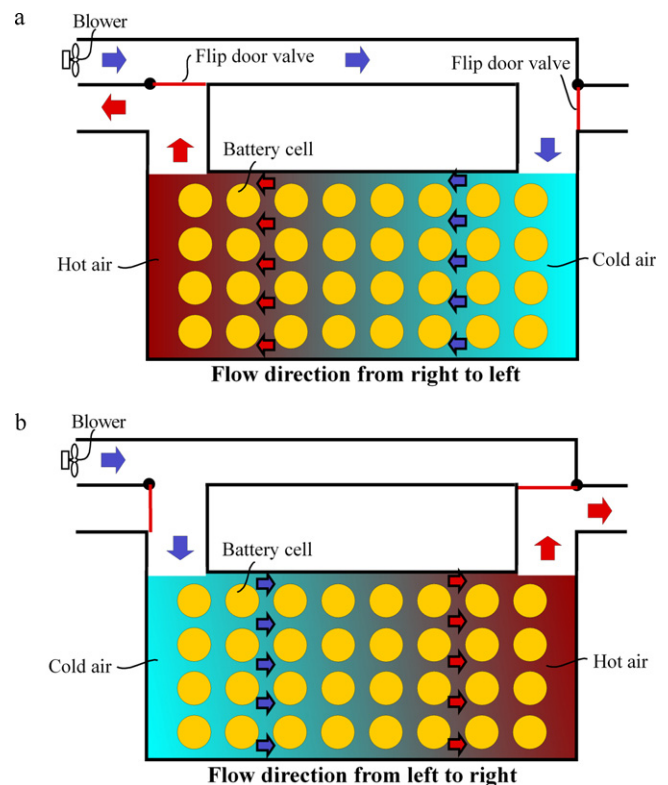 a
Blower
Flip door valve
Flip door valve
Battery cell
Hot air
Cold air
Flow direction from right to left
b
Blower
Battery cell
Cold air
Hot air
Flow direction from left to right